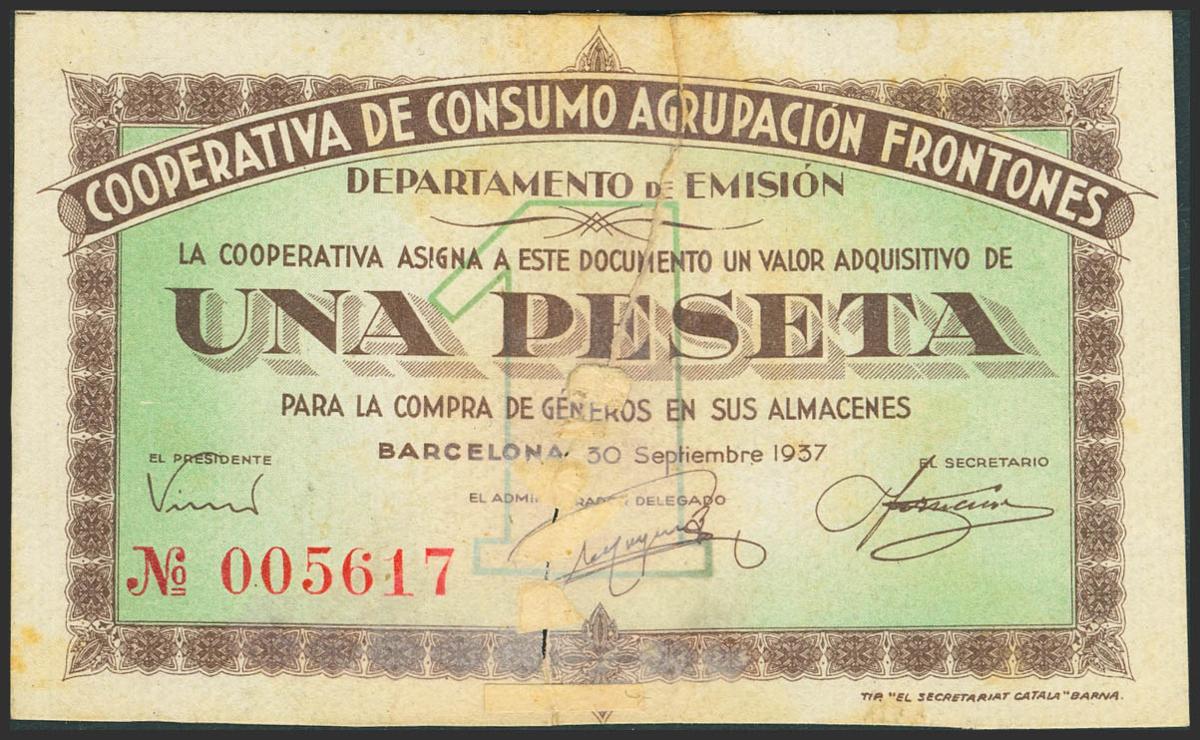 COOPERATIVA DE CONSUMO AGRUPACIÓN FRONTONES
DEPARTAMENTO DE EMISIÓN
1
LA COOPERATIVA ASIGNA A ESTE DOCUMENTO UN VALOR ADQUISITIVO DE
UNA PESETA
PARA LA COMPRA DE GÉNEROS EN SUS ALMACENES
BARCELONA, 30 Septiembre 1937
EL PRESIDENTE
EL SECRETARIO
EL ADMINISTRADOR DELEGADO
№ 005617
TIP. "EL SECRETARIAT CATALA" BARNA.